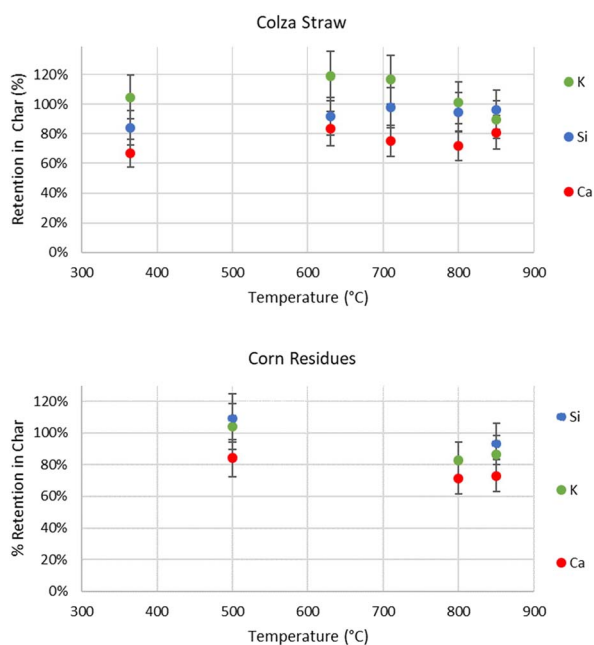 Colza Straw
Retention in Char (%)
120%
100%
80%
60%
40%
20%
0%
300 400 500 600 700 800 900
Temperature (°C)
K
Si
Ca
Corn Residues
% Retention in Char
120%
100%
80%
60%
40%
20%
0%
300 400 500 600 700 800 900
Temperature (°C)
Si
K
Ca